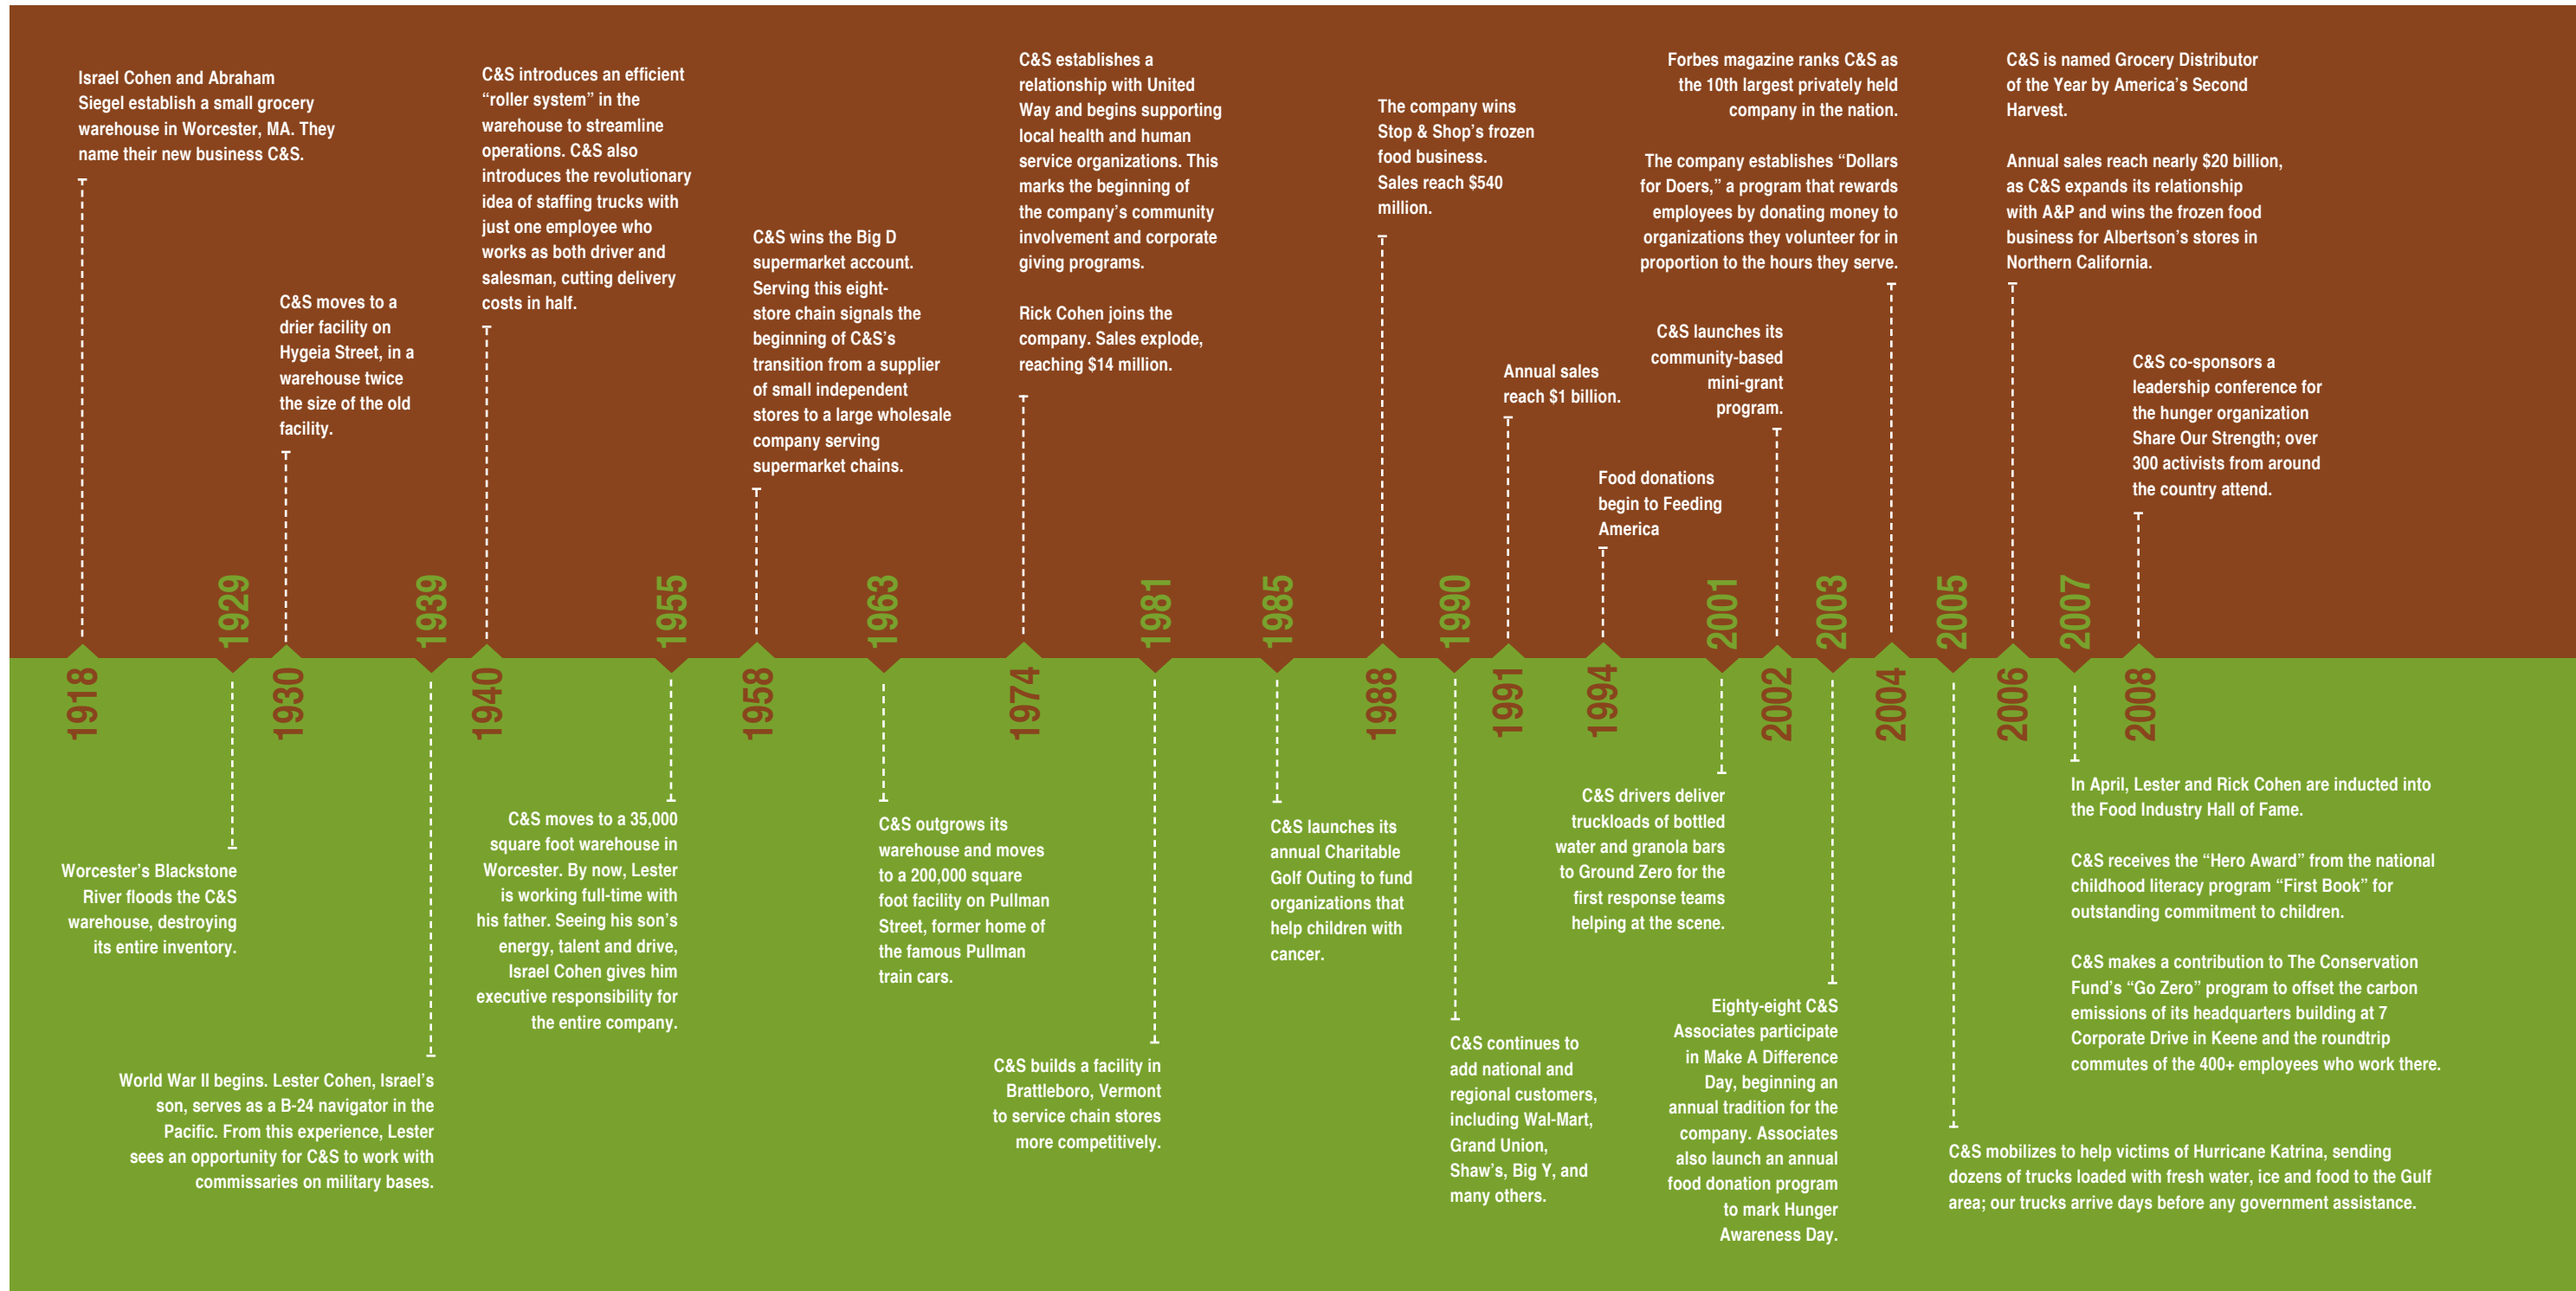 Israel Cohen and Abraham
Siegel establish a small grocery
warehouse in Worcester, MA. They
name their new business C&S.
1918
1929
Worcester’s Blackstone
River floods the C&S
warehouse, destroying
its entire inventory.
C&S moves to a
drier facility on
Hygeia Street, in a
warehouse twice
the size of the old
facility.
1930
1939
World War II begins. Lester Cohen, Israel’s
son, serves as a B-24 navigator in the
Pacific. From this experience, Lester
sees an opportunity for C&S to work with
commissaries on military bases.
C&S introduces an efficient
“roller system” in the
warehouse to streamline
operations. C&S also
introduces the revolutionary
idea of staffing trucks with
just one employee who
works as both driver and
salesman, cutting delivery
costs in half.
1940
1955
C&S moves to a 35,000
square foot warehouse in
Worcester. By now, Lester
is working full-time with
his father. Seeing his son’s
energy, talent and drive,
Israel Cohen gives him
executive responsibility for
the entire company.
C&S wins the Big D
supermarket account.
Serving this eight-
store chain signals the
beginning of C&S’s
transition from a supplier
of small independent
stores to a large wholesale
company serving
supermarket chains.
1958
1963
C&S outgrows its
warehouse and moves
to a 200,000 square
foot facility on Pullman
Street, former home of
the famous Pullman
train cars.
C&S establishes a
relationship with United
Way and begins supporting
local health and human
service organizations. This
marks the beginning of
the company’s community
involvement and corporate
giving programs.
Rick Cohen joins the
company. Sales explode,
reaching $14 million.
1974
1981
C&S builds a facility in
Brattleboro, Vermont
to service chain stores
more competitively.
1985
C&S launches its
annual Charitable
Golf Outing to fund
organizations that
help children with
cancer.
The company wins
Stop & Shop’s frozen
food business.
Sales reach $540
million.
1988
1990
C&S continues to
add national and
regional customers,
including Wal-Mart,
Grand Union,
Shaw’s, Big Y, and
many others.
Annual sales
reach $1 billion.
1991
Food donations
begin to Feeding
America
1994
2001
C&S drivers deliver
truckloads of bottled
water and granola bars
to Ground Zero for the
first response teams
helping at the scene.
C&S launches its
community-based
mini-grant
program.
2002
2003
Eighty-eight C&S
Associates participate
in Make A Difference
Day, beginning an
annual tradition for the
company. Associates
also launch an annual
food donation program
to mark Hunger
Awareness Day.
Forbes magazine ranks C&S as
the 10th largest privately held
company in the nation.
The company establishes “Dollars
for Doers,” a program that rewards
employees by donating money to
organizations they volunteer for in
proportion to the hours they serve.
2004
2005
C&S mobilizes to help victims of Hurricane Katrina, sending
dozens of trucks loaded with fresh water, ice and food to the Gulf
area; our trucks arrive days before any government assistance.
C&S is named Grocery Distributor
of the Year by America’s Second
Harvest.
Annual sales reach nearly $20 billion,
as C&S expands its relationship
with A&P and wins the frozen food
business for Albertson’s stores in
Northern California.
2006
2007
In April, Lester and Rick Cohen are inducted into
the Food Industry Hall of Fame.
C&S receives the “Hero Award” from the national
childhood literacy program “First Book” for
outstanding commitment to children.
C&S makes a contribution to The Conservation
Fund’s “Go Zero” program to offset the carbon
emissions of its headquarters building at 7
Corporate Drive in Keene and the roundtrip
commutes of the 400+ employees who work there.
C&S co-sponsors a
leadership conference for
the hunger organization
Share Our Strength; over
300 activists from around
the country attend.
2008